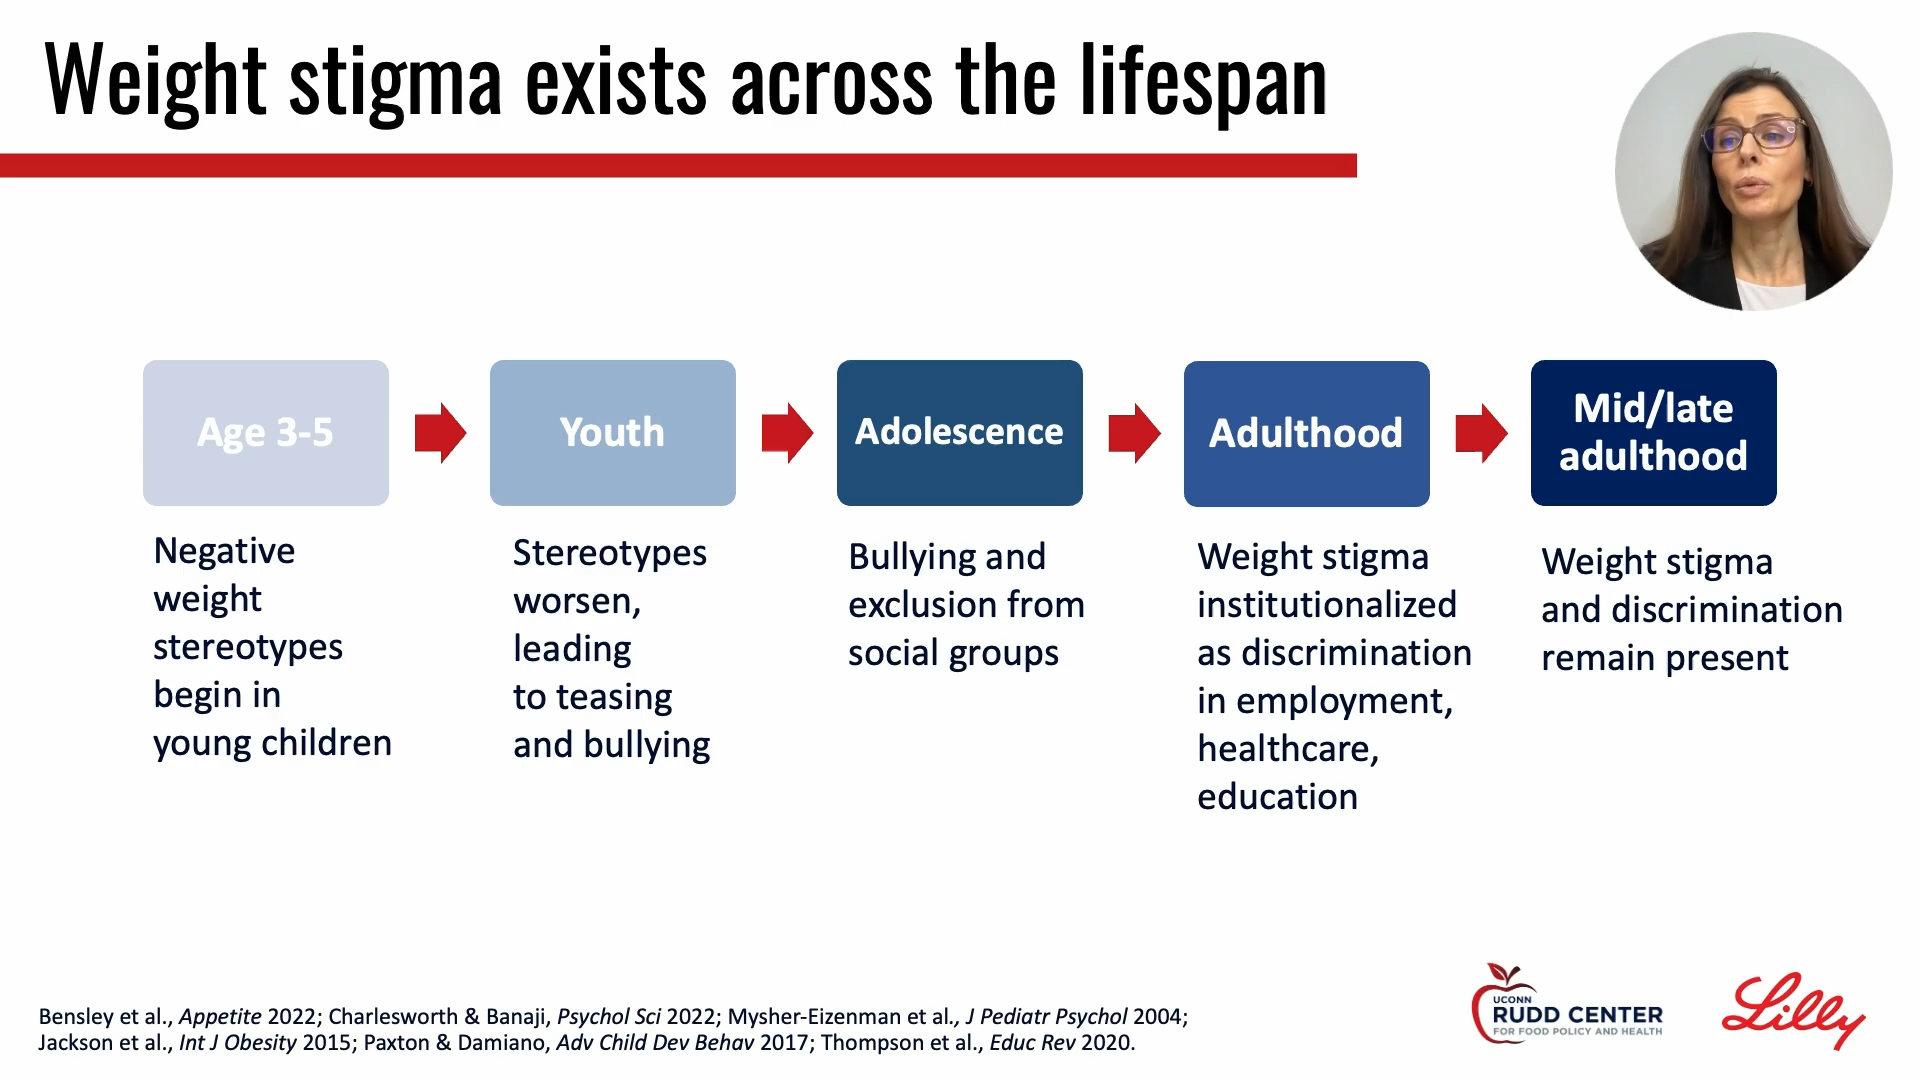 Weight stigma exists across the lifespan
Age 3-5
Negative
weight
stereotypes
begin in
young children
Youth
Stereotypes
worsen,
leading
to teasing
and bullying
Adolescence
Bullying and
exclusion from
social groups
Adulthood
Weight stigma
institutionalized
as discrimination
in employment,
healthcare,
education
Mid/late
adulthood
Weight stigma
and discrimination
remain present
Bensley et al., Appetite 2022; Charlesworth & Banaji, Psychol Sci 2022; Mysher-Eizenman et al., J Pediatr Psychol 2004;
Jackson et al., Int J Obesity 2015; Paxton & Damiano, Adv Child Dev Behav 2017; Thompson et al., Educ Rev 2020.
UCONN
RUDD CENTER
FOR FOOD POLICY AND HEALTH
Lilly